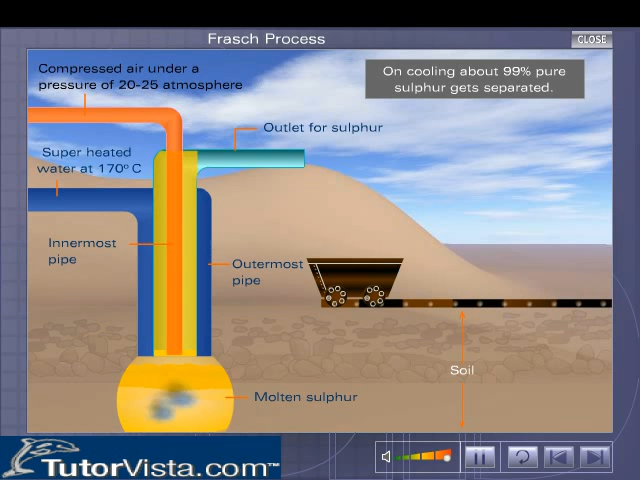 Frasch Process
CLOSE
Compressed air under a
pressure of 20-25 atmosphere
On cooling about 99% pure
sulphur gets separated.
Outlet for sulphur
Super heated
water at 170º C
Innermost
pipe
Outermost
pipe
Soil
Molten sulphur
TutorVista.com™